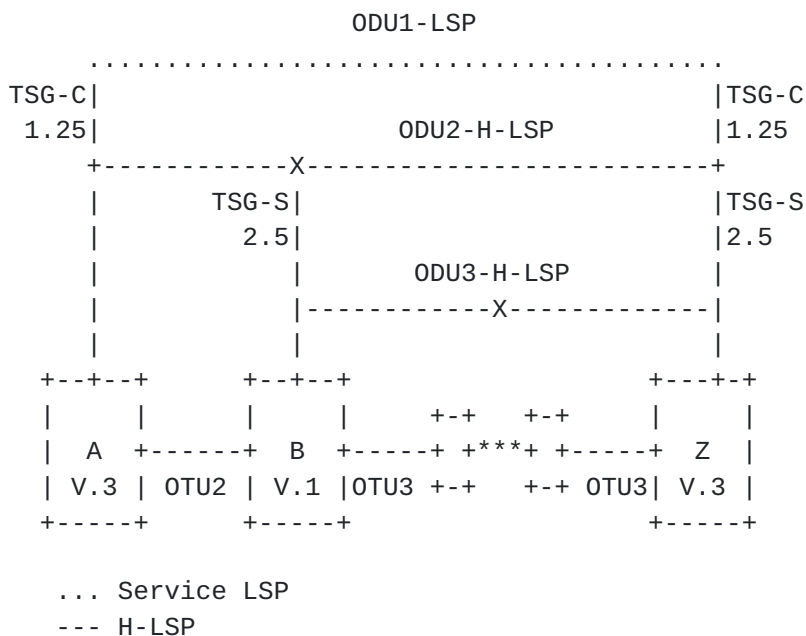 ODU1-LSP
      .........................................
TSG-C|                                         |TSG-C
 1.25|                    ODU2-H-LSP           |1.25
     +------------X----------------------------+
     |       TSG-S|                            |TSG-S
     |         2.5|                            |2.5
     |            |       ODU3-H-LSP           |
     |            |------------X-------------|
     |            |                            |
  +--+--+      +--+--+                     +---+-+
  |     |      |     |     +-+   +-+       |     |
  |  A  +------+  B  +-----+ +***+ +-----+  Z  |
  | V.3 | OTU2 | V.1 |OTU3 +-+   +-+ OTU3| V.3 |
  +-----+      +-----+                     +-----+
   ... Service LSP
   --- H-LSP